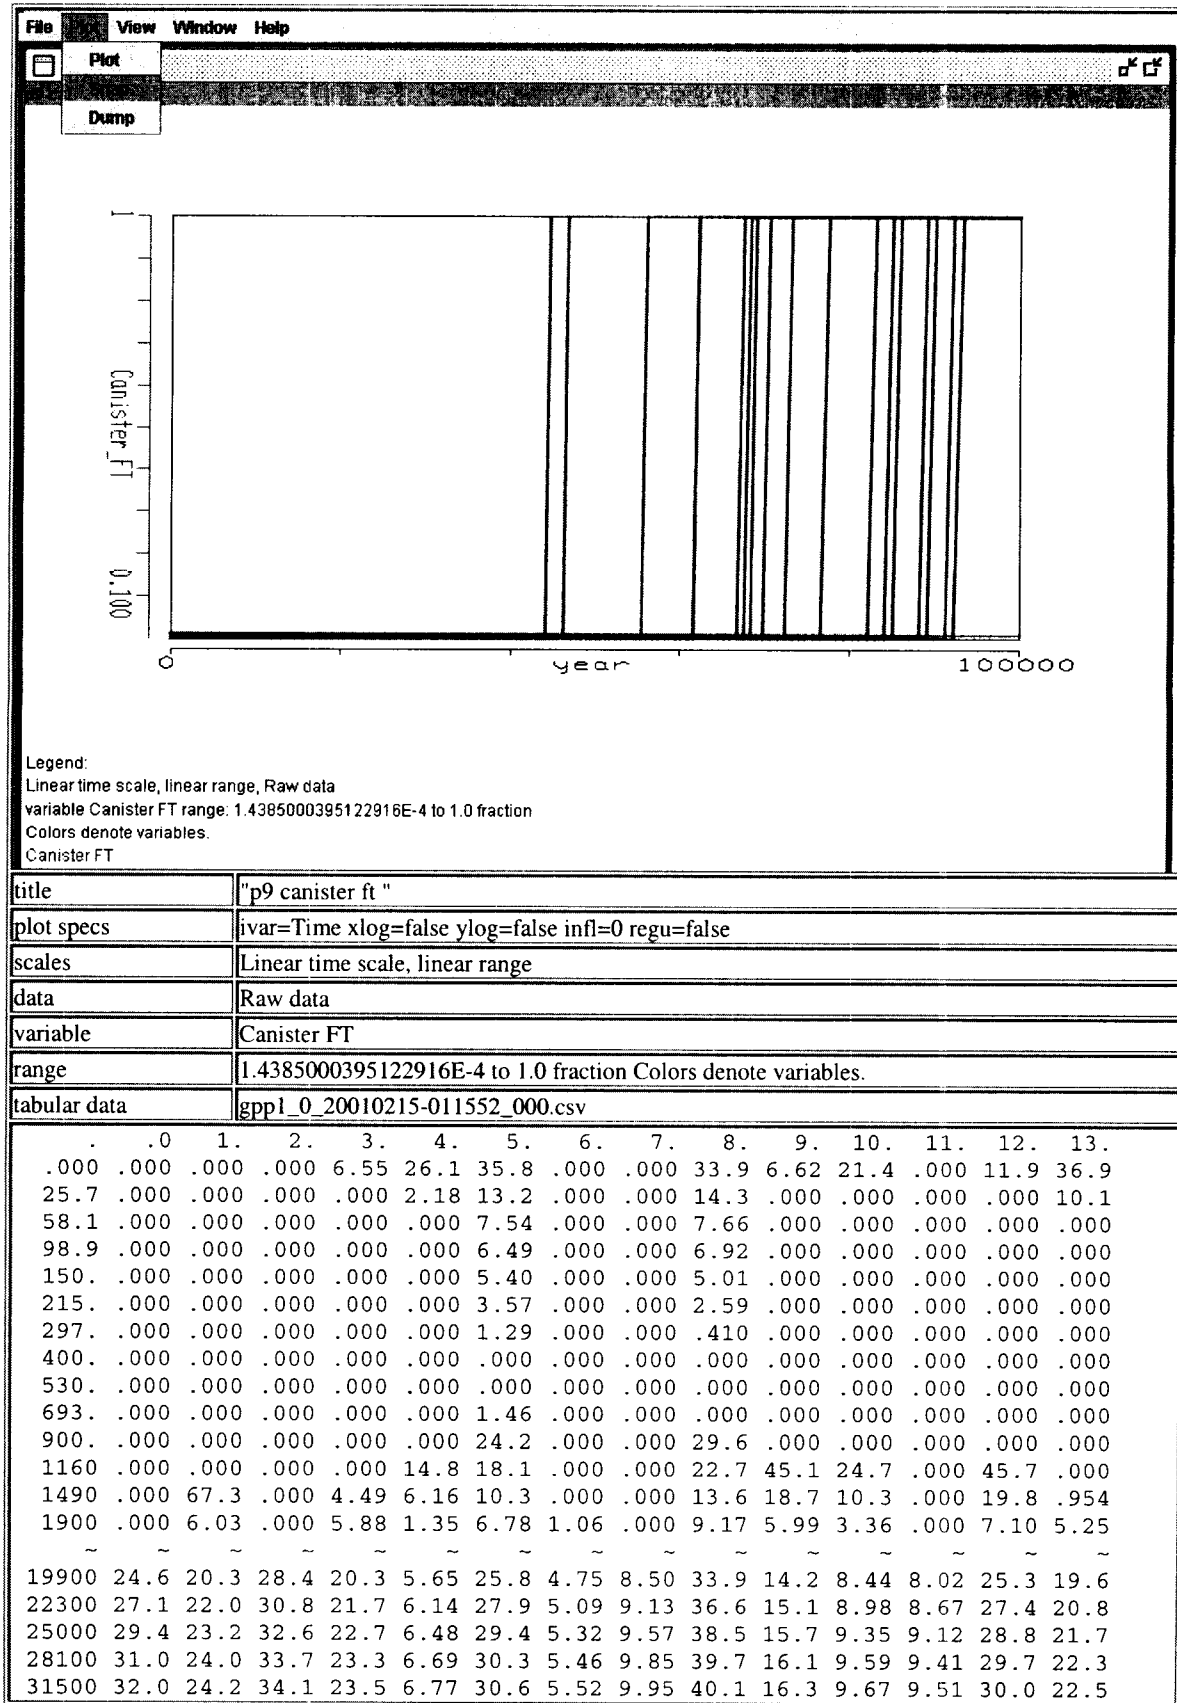 File Plot View Window Help
Plot
Dump
1
Canister_FT
0.100
0 year 100000
Legend:
Linear time scale, linear range, Raw data
variable Canister FT range: 1.4385000395122916E-4 to 1.0 fraction
Colors denote variables.
Canister FT
title "p9 canister ft "
plot specs ivar=Time xlog=false ylog=false infl=0 regu=false
scales Linear time scale, linear range
data Raw data
variable Canister FT
range 1.4385000395122916E-4 to 1.0 fraction Colors denote variables.
tabular data gpp1_0_20010215-011552_000.csv
. .0 1. 2. 3. 4. 5. 6. 7. 8. 9. 10. 11. 12. 13.
.000 .000 .000 .000 6.55 26.1 35.8 .000 .000 33.9 6.62 21.4 .000 11.9 36.9
25.7 .000 .000 .000 .000 2.18 13.2 .000 .000 14.3 .000 .000 .000 .000 10.1
58.1 .000 .000 .000 .000 .000 7.54 .000 .000 7.66 .000 .000 .000 .000 .000
98.9 .000 .000 .000 .000 .000 6.49 .000 .000 6.92 .000 .000 .000 .000 .000
150. .000 .000 .000 .000 .000 5.40 .000 .000 5.01 .000 .000 .000 .000 .000
215. .000 .000 .000 .000 .000 3.57 .000 .000 2.59 .000 .000 .000 .000 .000
297. .000 .000 .000 .000 .000 1.29 .000 .000 .410 .000 .000 .000 .000 .000
400. .000 .000 .000 .000 .000 .000 .000 .000 .000 .000 .000 .000 .000 .000
530. .000 .000 .000 .000 .000 .000 .000 .000 .000 .000 .000 .000 .000 .000
693. .000 .000 .000 .000 .000 1.46 .000 .000 .000 .000 .000 .000 .000 .000
900. .000 .000 .000 .000 .000 24.2 .000 .000 29.6 .000 .000 .000 .000 .000
1160 .000 .000 .000 .000 14.8 18.1 .000 .000 22.7 45.1 24.7 .000 45.7 .000
1490 .000 67.3 .000 4.49 6.16 10.3 .000 .000 13.6 18.7 10.3 .000 19.8 .954
1900 .000 6.03 .000 5.88 1.35 6.78 1.06 .000 9.17 5.99 3.36 .000 7.10 5.25
~ ~ ~ ~ ~ ~ ~ ~ ~ ~ ~ ~ ~ ~ ~
19900 24.6 20.3 28.4 20.3 5.65 25.8 4.75 8.50 33.9 14.2 8.44 8.02 25.3 19.6
22300 27.1 22.0 30.8 21.7 6.14 27.9 5.09 9.13 36.6 15.1 8.98 8.67 27.4 20.8
25000 29.4 23.2 32.6 22.7 6.48 29.4 5.32 9.57 38.5 15.7 9.35 9.12 28.8 21.7
28100 31.0 24.0 33.7 23.3 6.69 30.3 5.46 9.85 39.7 16.1 9.59 9.41 29.7 22.3
31500 32.0 24.2 34.1 23.5 6.77 30.6 5.52 9.95 40.1 16.3 9.67 9.51 30.0 22.5